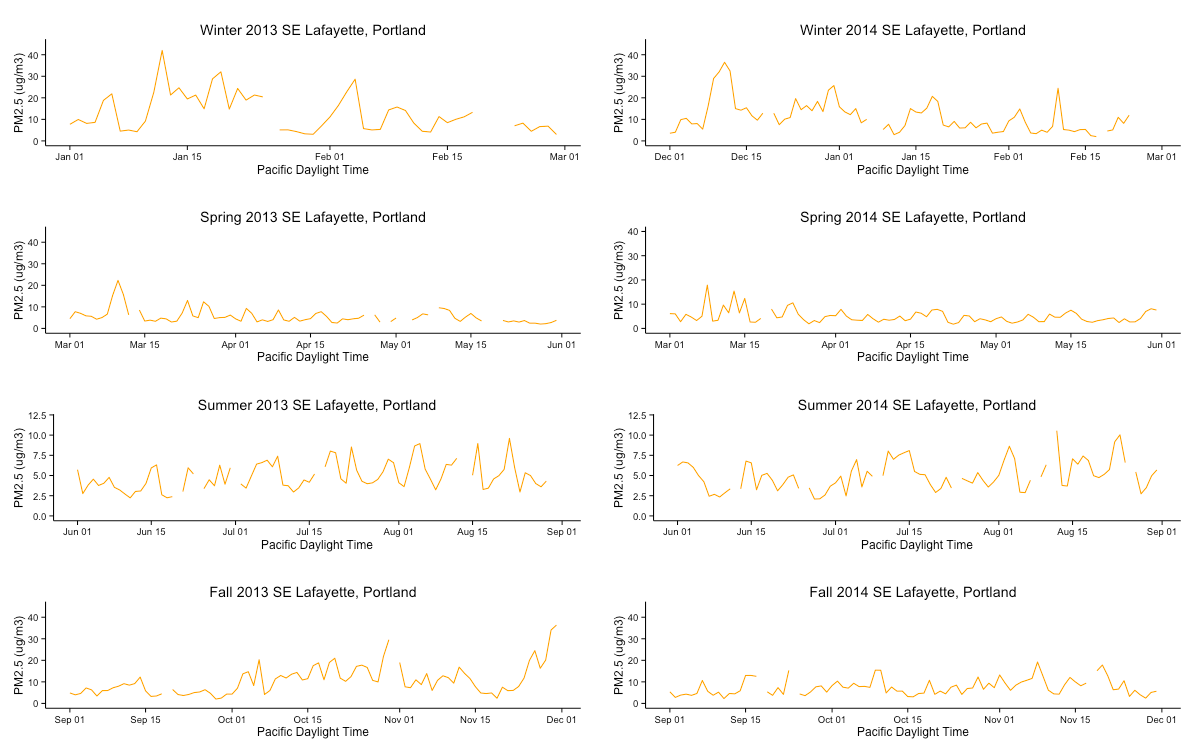 Winter 2013 SE Lafayette, Portland
PM2.5 (ug/m3)
40
30
20
10
0
Jan 01 Jan 15 Feb 01 Feb 15 Mar 01
Pacific Daylight Time
Winter 2014 SE Lafayette, Portland
PM2.5 (ug/m3)
40
30
20
10
0
Dec 01 Dec 15 Jan 01 Jan 15 Feb 01 Feb 15 Mar 01
Pacific Daylight Time
Spring 2013 SE Lafayette, Portland
PM2.5 (ug/m3)
40
30
20
10
0
Mar 01 Mar 15 Apr 01 Apr 15 May 01 May 15 Jun 01
Pacific Daylight Time
Spring 2014 SE Lafayette, Portland
PM2.5 (ug/m3)
40
30
20
10
0
Mar 01 Mar 15 Apr 01 Apr 15 May 01 May 15 Jun 01
Pacific Daylight Time
Summer 2013 SE Lafayette, Portland
PM2.5 (ug/m3)
12.5
10.0
7.5
5.0
2.5
0.0
Jun 01 Jun 15 Jul 01 Jul 15 Aug 01 Aug 15 Sep 01
Pacific Daylight Time
Summer 2014 SE Lafayette, Portland
PM2.5 (ug/m3)
12.5
10.0
7.5
5.0
2.5
0.0
Jun 01 Jun 15 Jul 01 Jul 15 Aug 01 Aug 15 Sep 01
Pacific Daylight Time
Fall 2013 SE Lafayette, Portland
PM2.5 (ug/m3)
40
30
20
10
0
Sep 01 Sep 15 Oct 01 Oct 15 Nov 01 Nov 15 Dec 01
Pacific Daylight Time
Fall 2014 SE Lafayette, Portland
PM2.5 (ug/m3)
40
30
20
10
0
Sep 01 Sep 15 Oct 01 Oct 15 Nov 01 Nov 15 Dec 01
Pacific Daylight Time